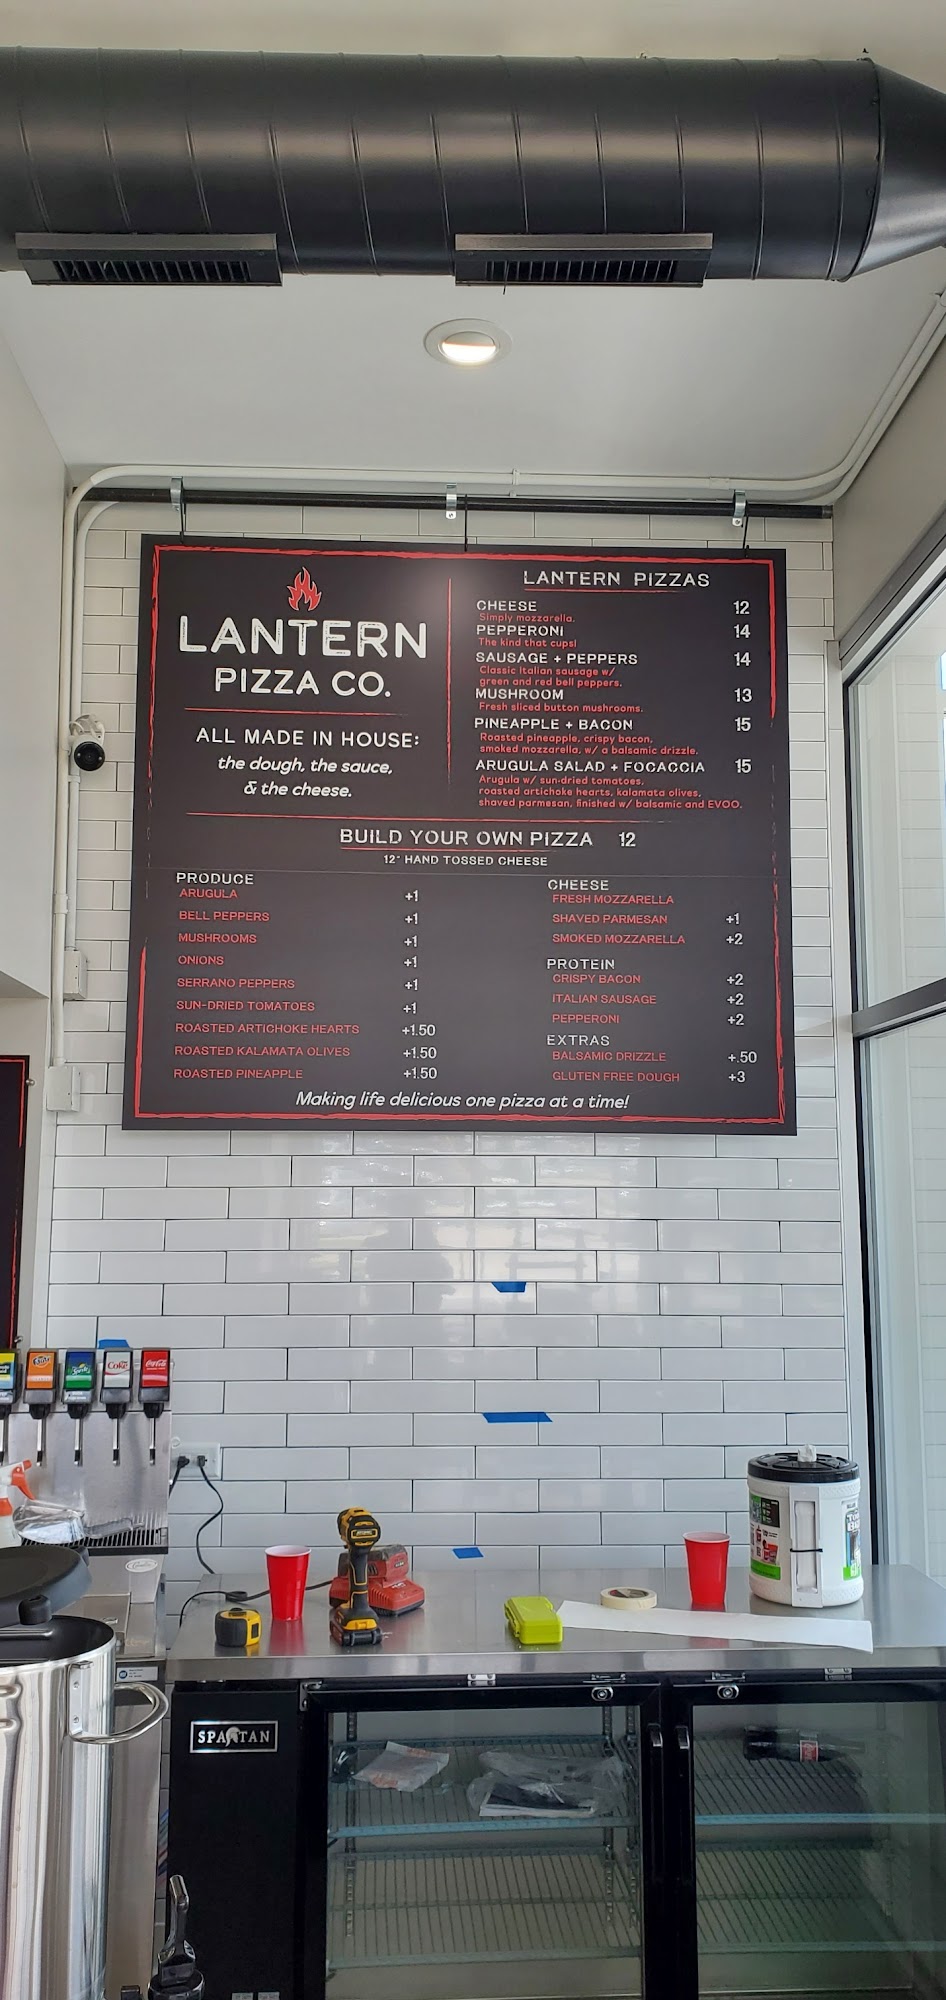 LANTERN
PIZZA CO.
ALL MADE IN HOUSE:
the dough, the sauce,
& the cheese.
LANTERN PIZZAS
CHEESE 12
Simply mozzarella.
PEPPERONI 14
The kind that cups!
SAUSAGE + PEPPERS 14
Classic Italian sausage w/
green and red bell peppers.
MUSHROOM 13
Fresh sliced button mushrooms.
PINEAPPLE + BACON 15
Roasted pineapple, crispy bacon,
smoked mozzarella, w/ a balsamic drizzle.
ARUGULA SALAD + FOCACCIA 15
Arugula w/ sun-dried tomatoes,
roasted artichoke hearts, kalamata olives,
shaved parmesan, finished w/ balsamic and EVOO.
BUILD YOUR OWN PIZZA 12
12" HAND TOSSED CHEESE
PRODUCE
ARUGULA +1
BELL PEPPERS +1
MUSHROOMS +1
ONIONS +1
SERRANO PEPPERS +1
SUN-DRIED TOMATOES +1
ROASTED ARTICHOKE HEARTS +1.50
ROASTED KALAMATA OLIVES +1.50
ROASTED PINEAPPLE +1.50
CHEESE
FRESH MOZZARELLA
SHAVED PARMESAN +1
SMOKED MOZZARELLA +2
PROTEIN
CRISPY BACON +2
ITALIAN SAUSAGE +2
PEPPERONI +2
EXTRAS
BALSAMIC DRIZZLE +.50
GLUTEN FREE DOUGH +3
Making life delicious one pizza at a time!
Fanta
Sprite
Coke
Coca-Cola
SPARTAN